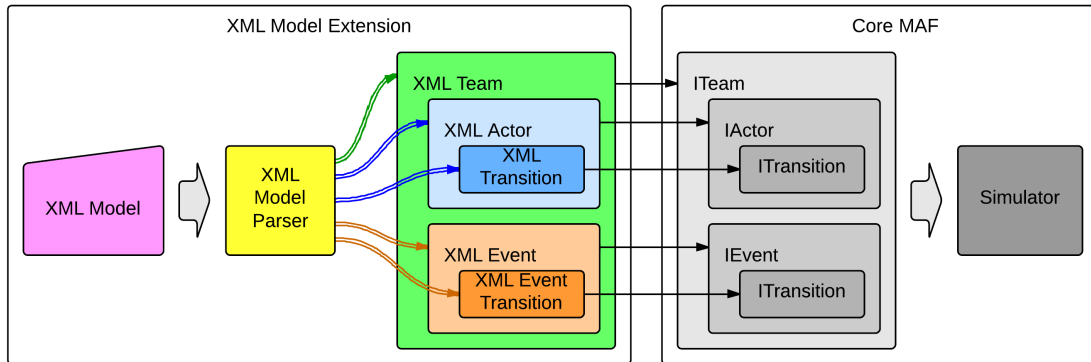 XML Model Extension
Core MAF
XML Model
XML
Model
Parser
XML Team
XML Actor
XML
Transition
XML Event
XML Event
Transition
ITeam
IActor
ITransition
IEvent
ITransition
Simulator